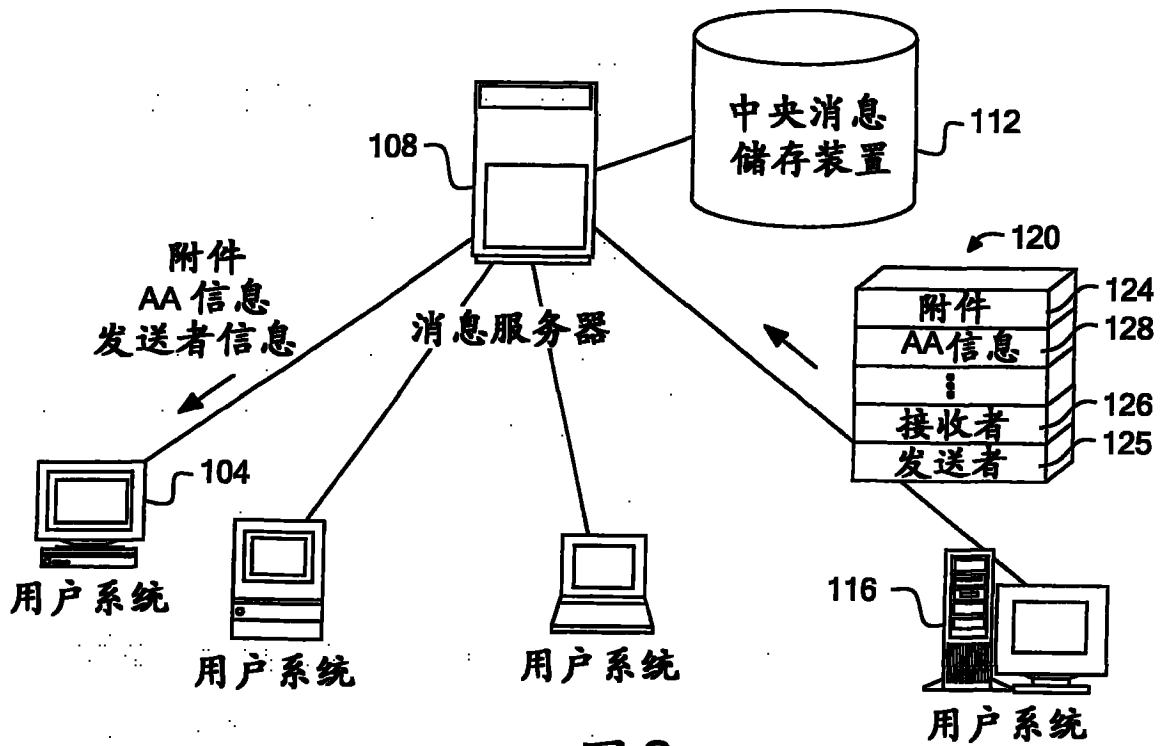 中央消息
储存装置
112
108
120
附件
AA 信息
发送者信息
消息服务器
附件
124
AA 信息
128
接收者
126
发送者
125
104
用户系统
用户系统
用户系统
116
用户系统